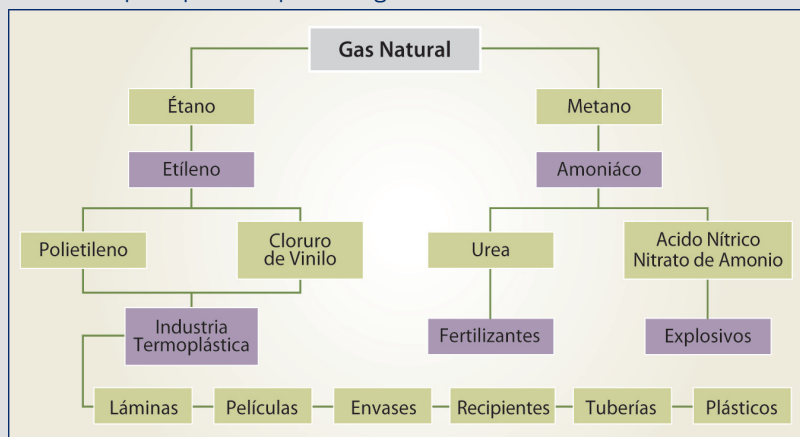 Gas Natural
Étano
Metano
Etíleno
Amoniáco
Polietileno
Cloruro
de Vinilo
Urea
Acido Nítrico
Nitrato de Amonio
Industria
Termoplástica
Fertilizantes
Explosivos
Láminas
Películas
Envases
Recipientes
Tuberías
Plásticos